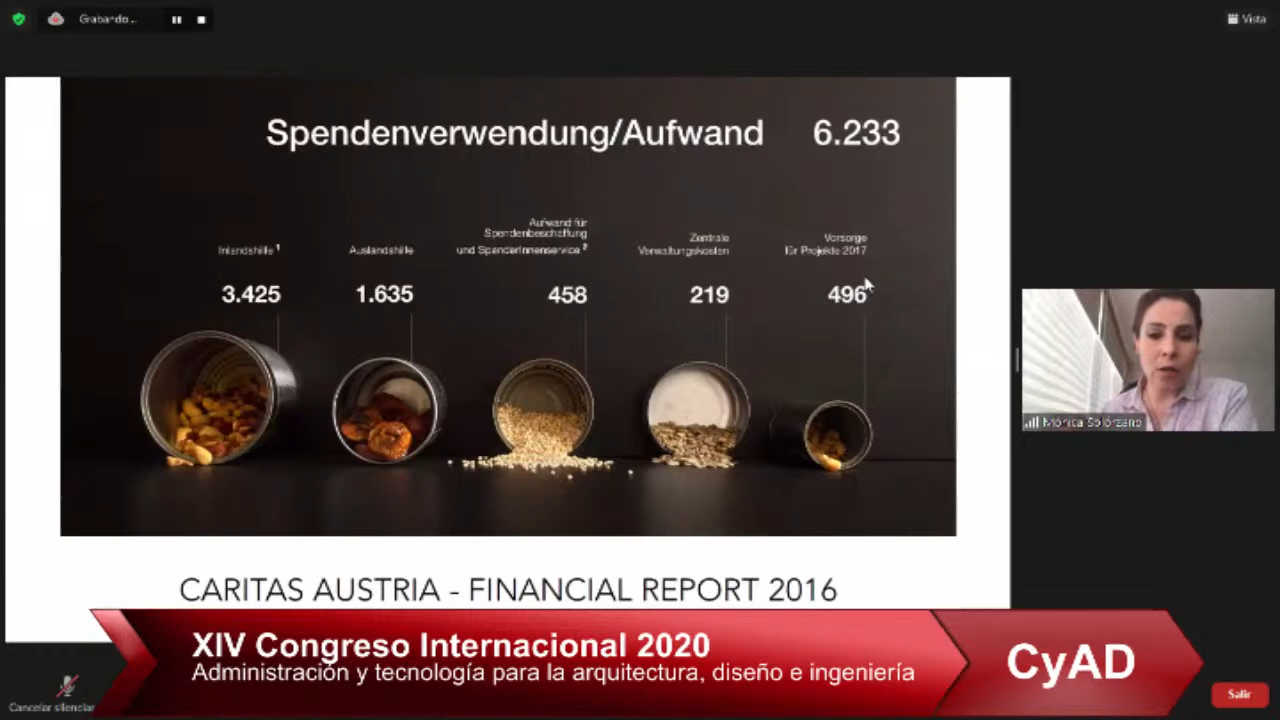 Grabando...
Vista
Spendenverwendung/Aufwand 6.233
Inlandshilfe 1
Auslandshilfe
Aufwand für
Spendenbeschaffung
und SpenderInnenservice 2
Zentrale
Verwaltungskosten
Vorsorge
für Projekte 2017
3.425
1.635
458
219
496
Mónica Solórzano
CARITAS AUSTRIA - FINANCIAL REPORT 2016
XIV Congreso Internacional 2020
Administración y tecnología para la arquitectura, diseño e ingeniería
CyAD
Cancelar silenciar
Salir